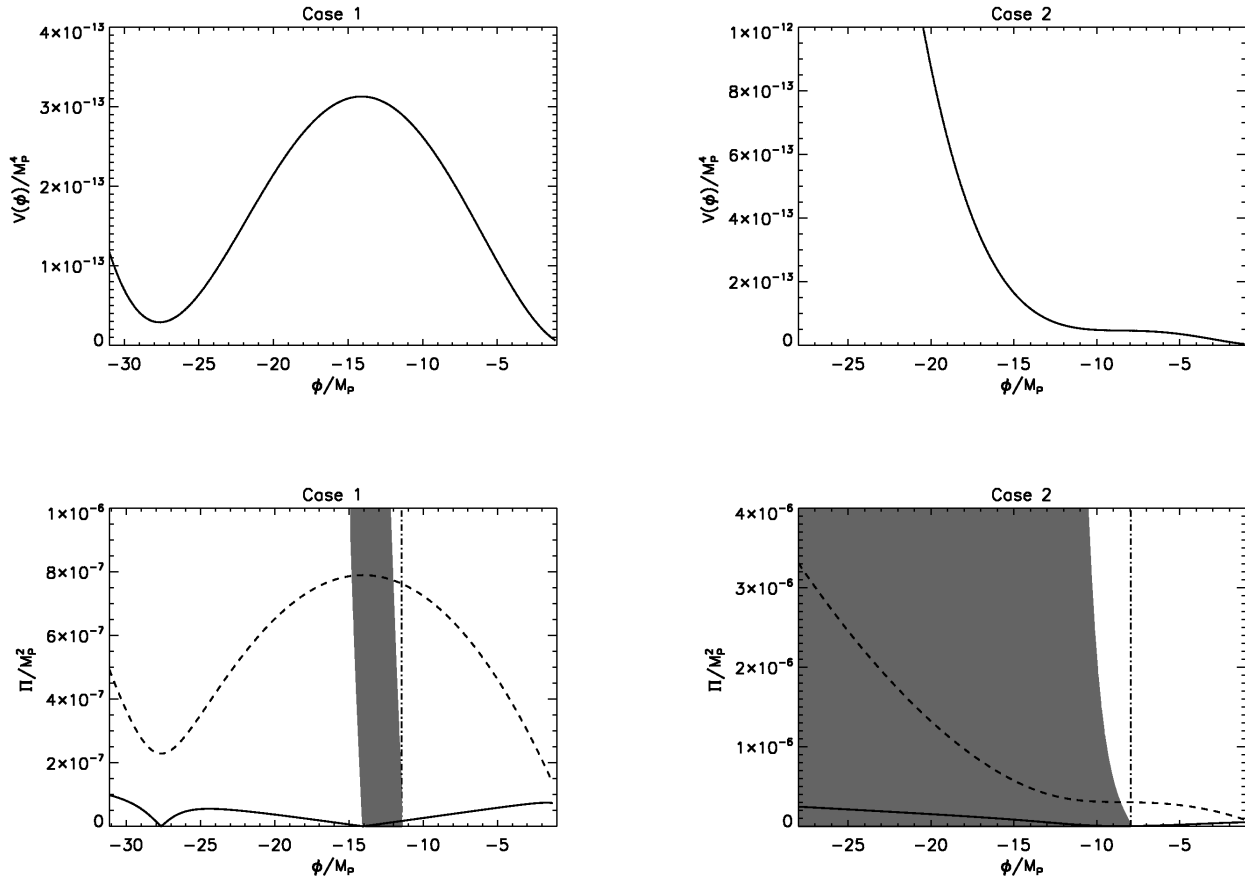 Case 1
4×10⁻¹³
3×10⁻¹³
2×10⁻¹³
1×10⁻¹³
0
V(ϕ)/M_P⁴
-30 -25 -20 -15 -10 -5
ϕ/M_P
Case 2
1×10⁻¹²
8×10⁻¹³
6×10⁻¹³
4×10⁻¹³
2×10⁻¹³
0
V(ϕ)/M_P⁴
-25 -20 -15 -10 -5
ϕ/M_P
Case 1
1×10⁻⁶
8×10⁻⁷
6×10⁻⁷
4×10⁻⁷
2×10⁻⁷
0
Π/M_P²
-30 -25 -20 -15 -10 -5
ϕ/M_P
Case 2
4×10⁻⁶
3×10⁻⁶
2×10⁻⁶
1×10⁻⁶
0
Π/M_P²
-25 -20 -15 -10 -5
ϕ/M_P